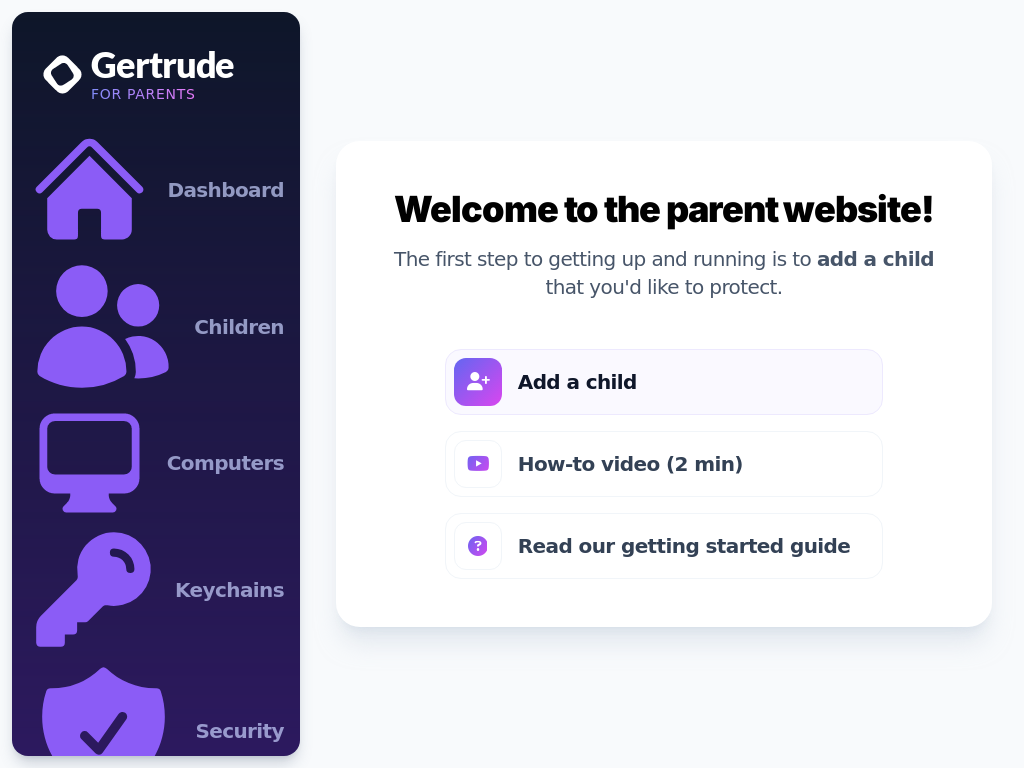 Gertrude
FOR PARENTS
Dashboard
Children
Computers
Keychains
Security
Welcome to the parent website!
The first step to getting up and running is to add a child
that you'd like to protect.
Add a child
How-to video (2 min)
Read our getting started guide